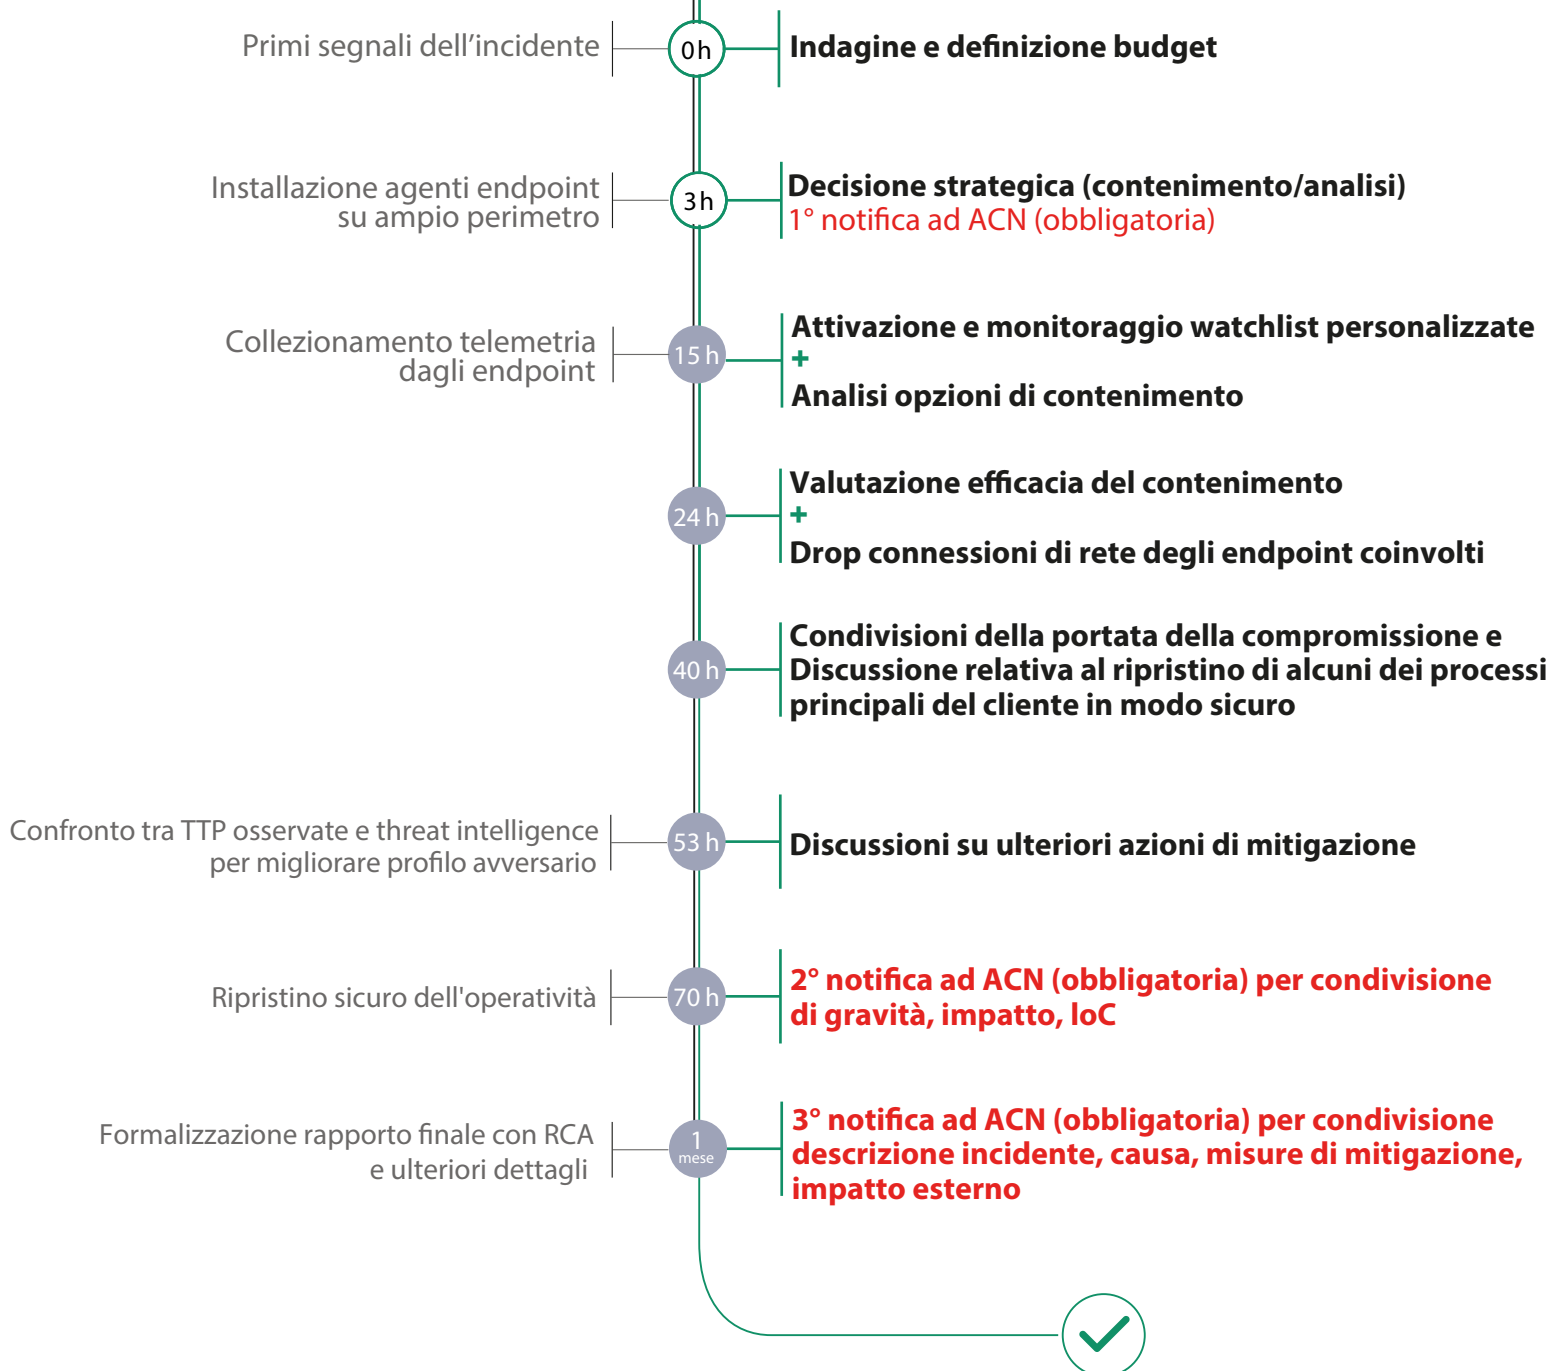 Primi segnali dell’incidente
0h
Indagine e definizione budget
Installazione agenti endpoint
su ampio perimetro
3h
Decisione strategica (contenimento/analisi)
1° notifica ad ACN (obbligatoria)
Collezionamento telemetria
dagli endpoint
15 h
Attivazione e monitoraggio watchlist personalizzate
+
Analisi opzioni di contenimento
24 h
Valutazione efficacia del contenimento
+
Drop connessioni di rete degli endpoint coinvolti
40 h
Condivisioni della portata della compromissione e
Discussione relativa al ripristino di alcuni dei processi
principali del cliente in modo sicuro
Confronto tra TTP osservate e threat intelligence
per migliorare profilo avversario
53 h
Discussioni su ulteriori azioni di mitigazione
Ripristino sicuro dell'operatività
70 h
2° notifica ad ACN (obbligatoria) per condivisione
di gravità, impatto, IoC
Formalizzazione rapporto finale con RCA
e ulteriori dettagli
1
mese
3° notifica ad ACN (obbligatoria) per condivisione
descrizione incidente, causa, misure di mitigazione,
impatto esterno